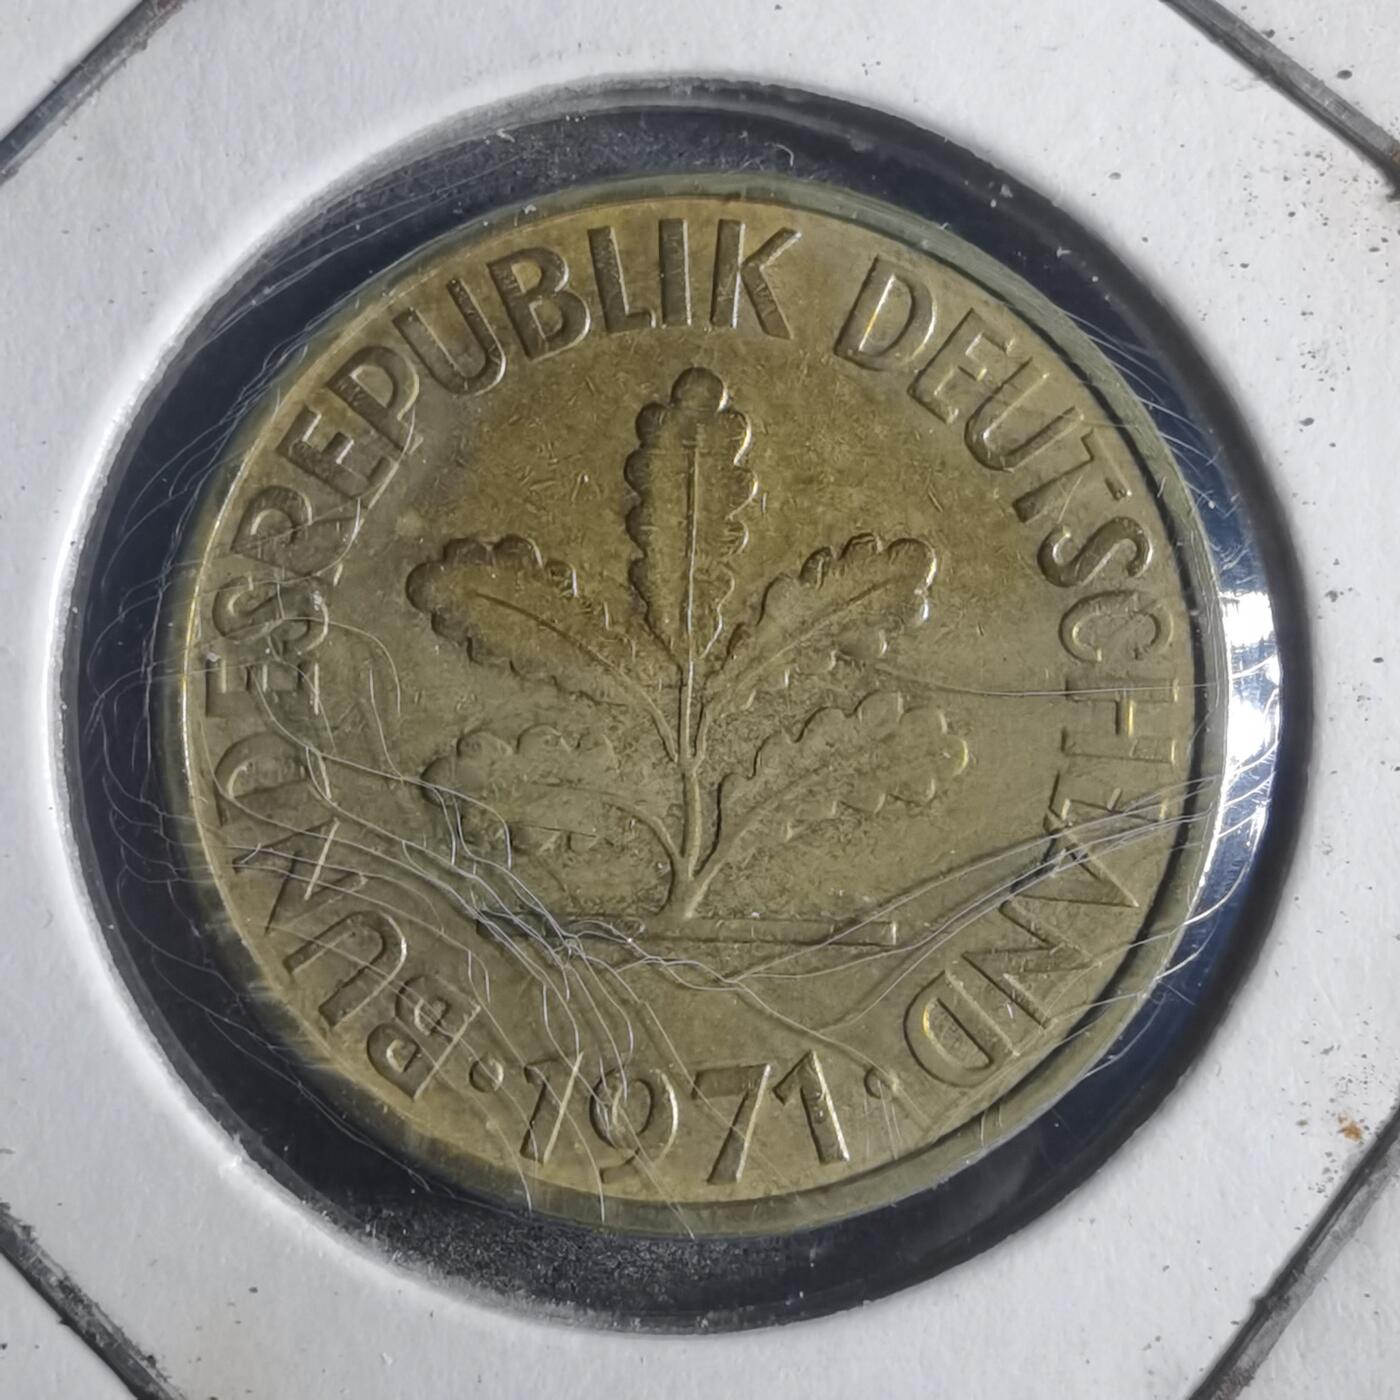 BUNDESREPUBLIK DEUTSCHLAND
• 1971 •